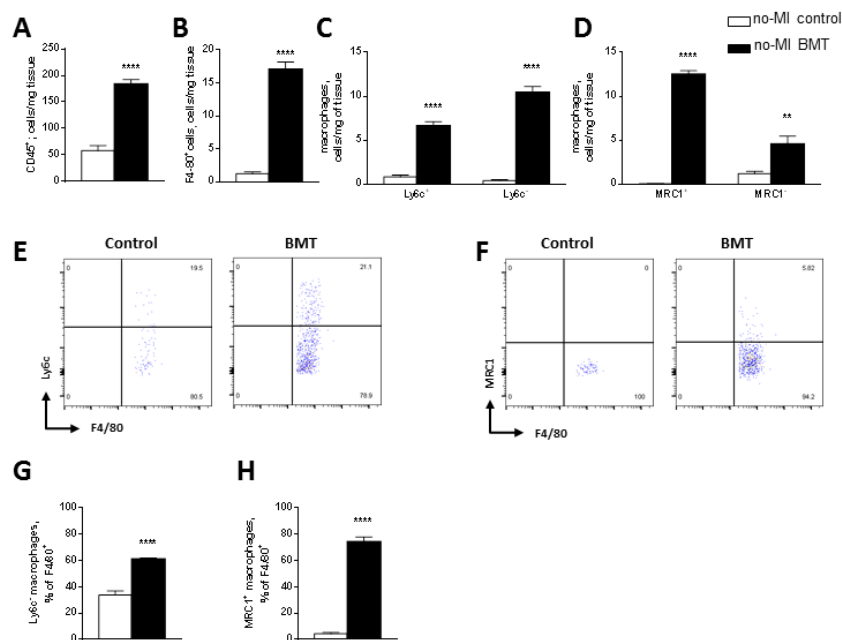 no-MI control
no-MI BMT
A
CD45⁺; cells/mg tissue
250
200
150
100
50
0
****
B
F4-80⁺ cells, cells/mg tissue
20
15
10
5
0
****
C
macrophages,
cells/mg of tissue
15
10
5
0
****
****
Ly6c⁺
Ly6c⁻
D
macrophages,
cells/mg of tissue
15
10
5
0
****
**
MRC1⁺
MRC1⁻
E
Control
BMT
0
19.5
0
80.5
0
21.1
0
78.9
Ly6c
F4/80
F
Control
BMT
0
0
0
100
0
5.82
0
94.2
MRC1
F4/80
G
Ly6c⁻ macrophages,
% of F4/80⁺
100
80
60
40
20
0
****
H
MRC1⁺ macrophages,
% of F4/80⁺
100
80
60
40
20
0
****